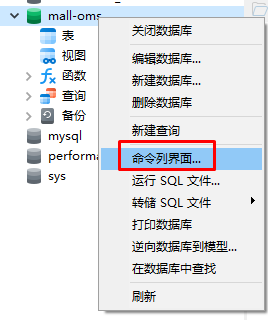 mall-oms
表
视图
函数
查询
备份
mysql
performa
sys
关闭数据库
编辑数据库...
新建数据库...
删除数据库
新建查询
命令列界面...
运行 SQL 文件...
转储 SQL 文件
打印数据库
逆向数据库到模型...
在数据库中查找
刷新